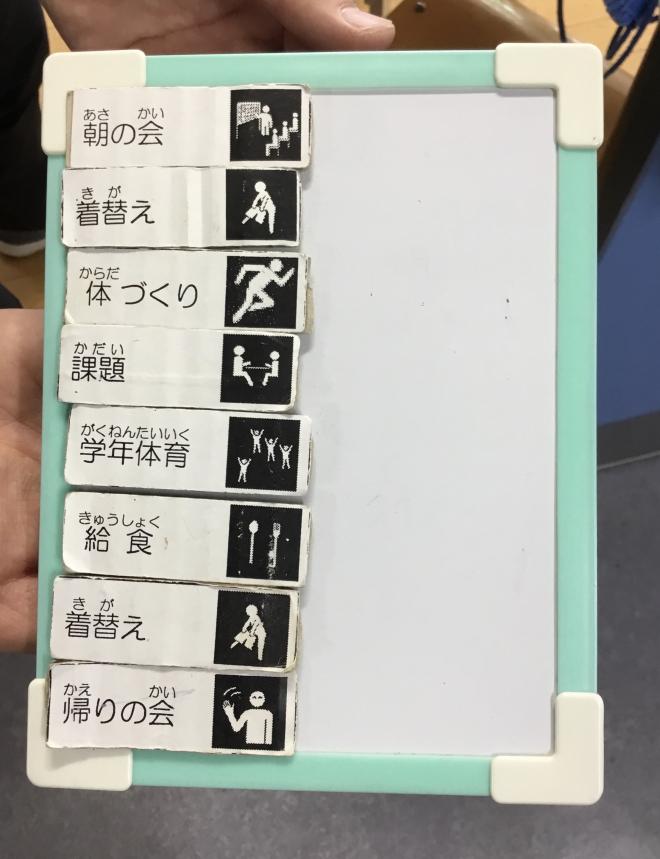 あさ かい
朝の会
きが
着替え
からだ
体づくり
かだい
課題
がくねんたいいく
学年体育
きゅうしょく
給食
きが
着替え
かえ かい
帰りの会